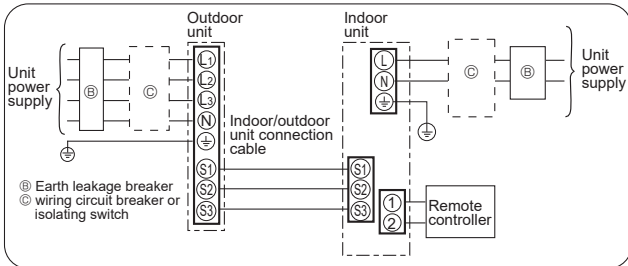 Outdoor
unit
Indoor
unit
Unit
power
supply
Ⓑ
Ⓒ
L1
L2
L3
N
Indoor/outdoor
unit connection
cable
S1
S2
S3
L
N
Ⓒ
Ⓑ
Unit
power
supply
S1
S2
S3
1
2
Remote
controller
Ⓑ Earth leakage breaker
Ⓒ wiring circuit breaker or
isolating switch